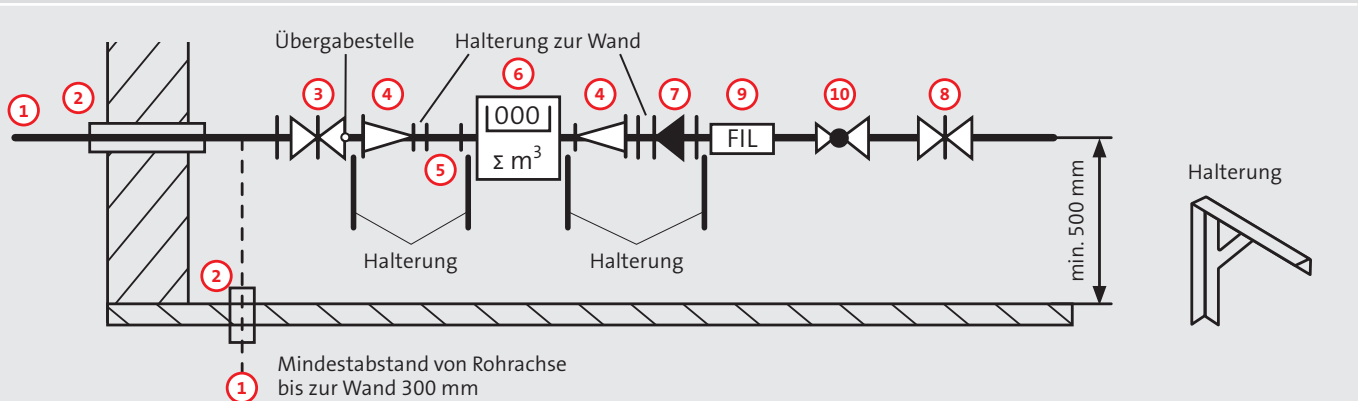 Übergabestelle
Halterung zur Wand
1
2
3
4
6
4
7
9
10
8
000
Σ m³
FIL
5
Halterung
Halterung
min. 500 mm
Halterung
2
1
Mindestabstand von Rohrachse
bis zur Wand 300 mm